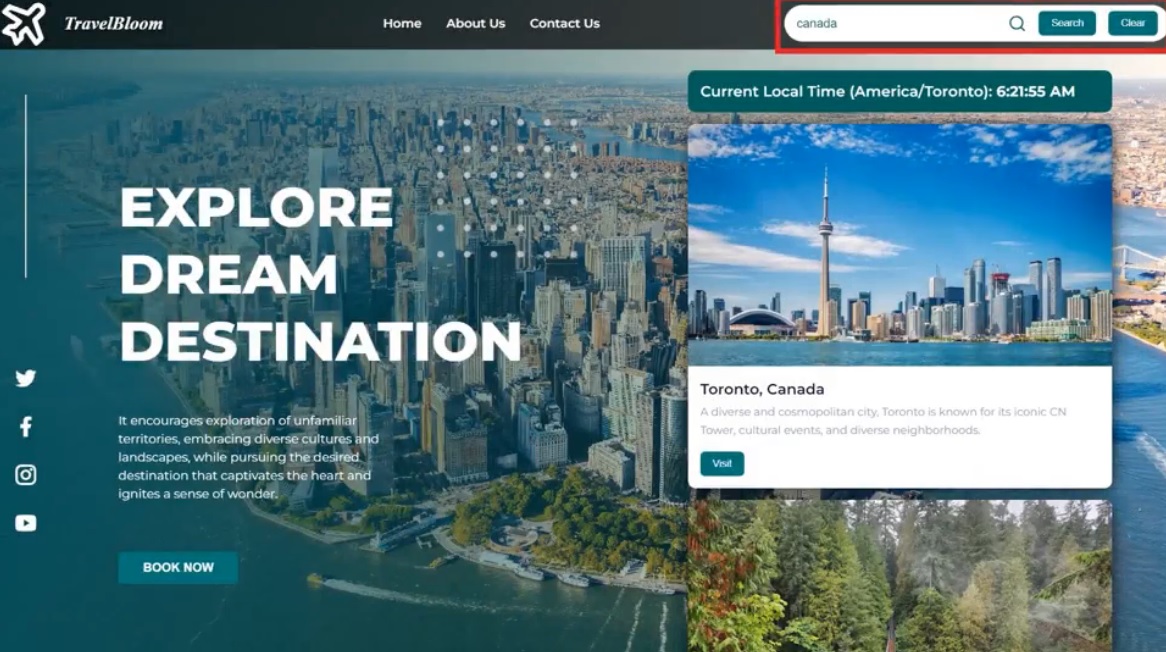 TravelBloom
Home About Us Contact Us
canada
Search Clear
Current Local Time (America/Toronto): 6:21:55 AM
EXPLORE
DREAM
DESTINATION
It encourages exploration of unfamiliar
territories, embracing diverse cultures and
landscapes, while pursuing the desired
destination that captivates the heart and
ignites a sense of wonder.
BOOK NOW
Toronto, Canada
A diverse and cosmopolitan city, Toronto is known for its iconic CN
Tower, cultural events, and diverse neighborhoods.
Visit